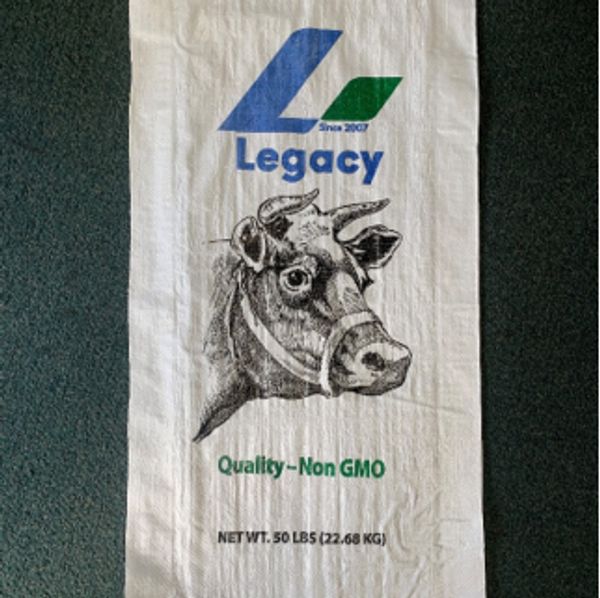 Since 2007
Legacy
Quality – Non GMO
NET WT. 50 LBS (22.68 KG)